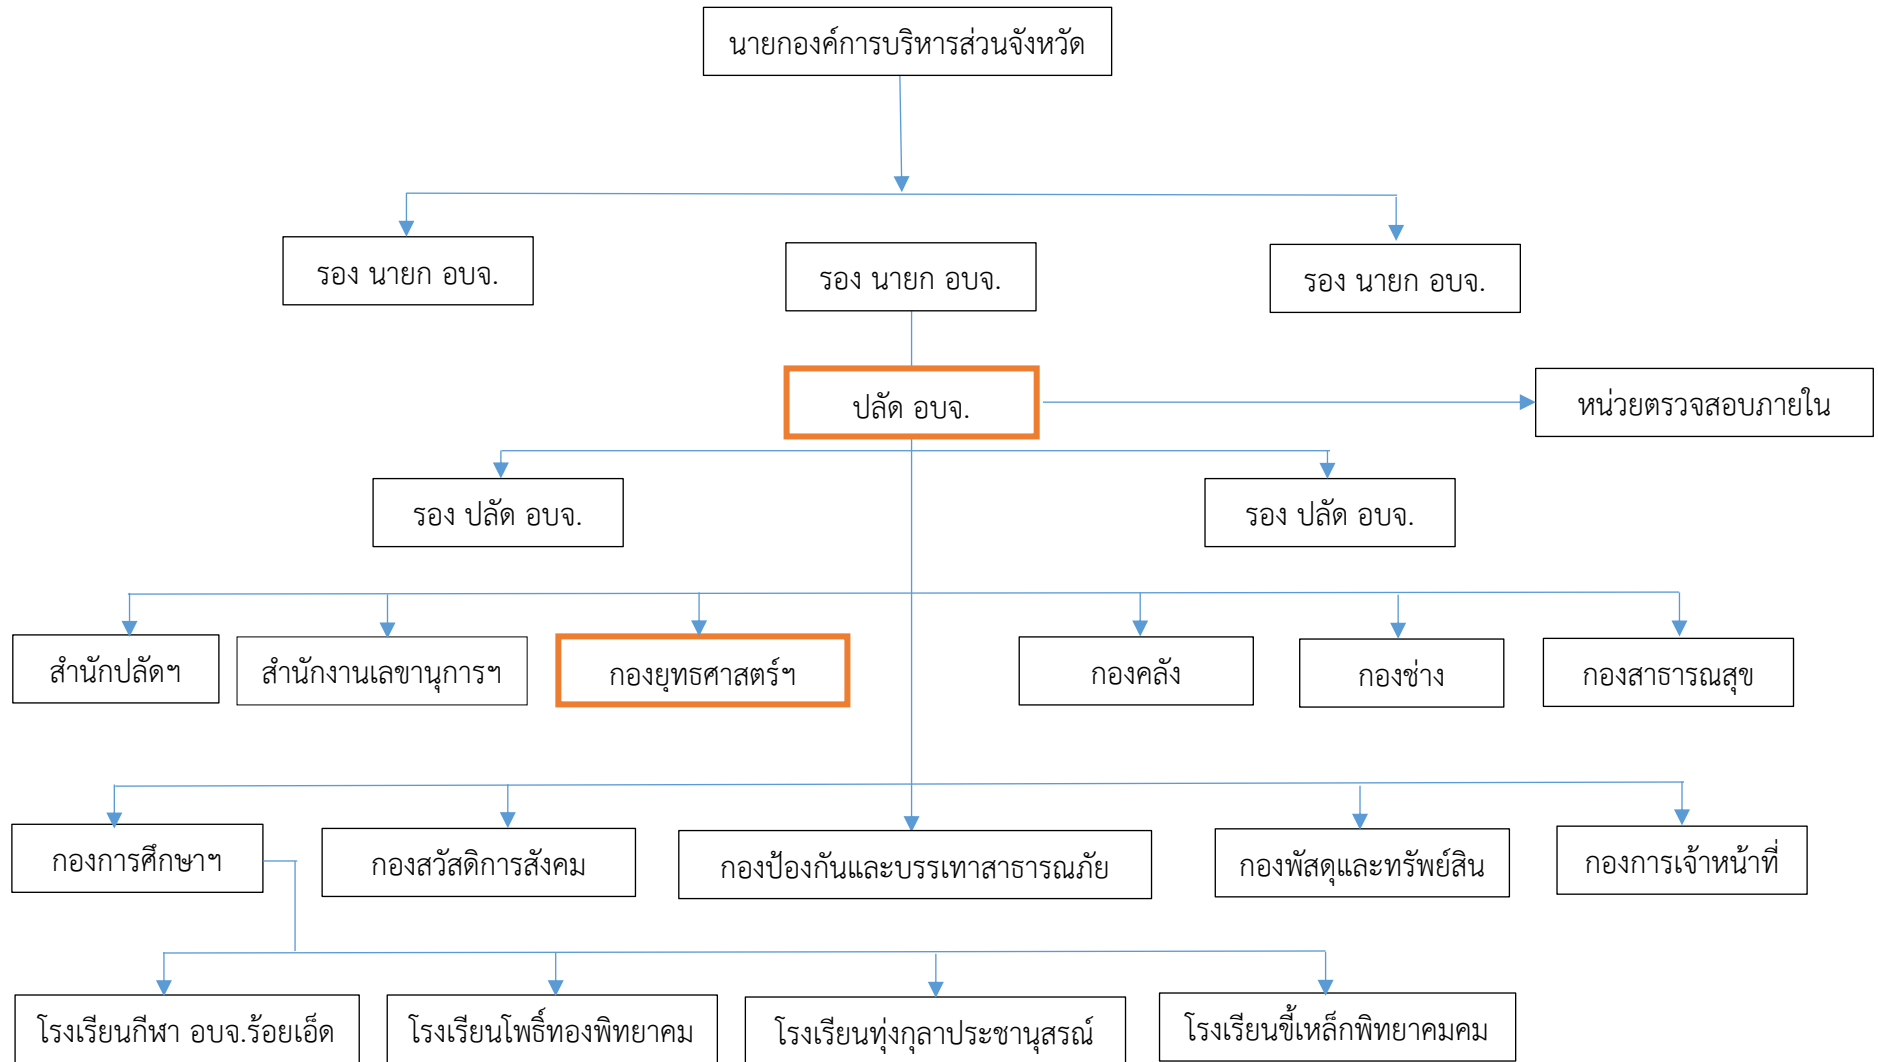 นายกองค์การบริหารส่วนจังหวัด
รอง นายก อบจ.
รอง นายก อบจ.
รอง นายก อบจ.
ปลัด อบจ.
หน่วยตรวจสอบภายใน
รอง ปลัด อบจ.
รอง ปลัด อบจ.
สำนักปลัดฯ
สำนักงานเลขานุการฯ
กองยุทธศาสตร์ฯ
กองคลัง
กองช่าง
กองสาธารณสุข
กองการศึกษาฯ
กองสวัสดิการสังคม
กองป้องกันและบรรเทาสาธารณภัย
กองพัสดุและทรัพย์สิน
กองการเจ้าหน้าที่
โรงเรียนกีฬา อบจ.ร้อยเอ็ด
โรงเรียนโพธิ์ทองพิทยาคม
โรงเรียนทุ่งกุลาประชานุสรณ์
โรงเรียนขี้เหล็กพิทยาคมคม